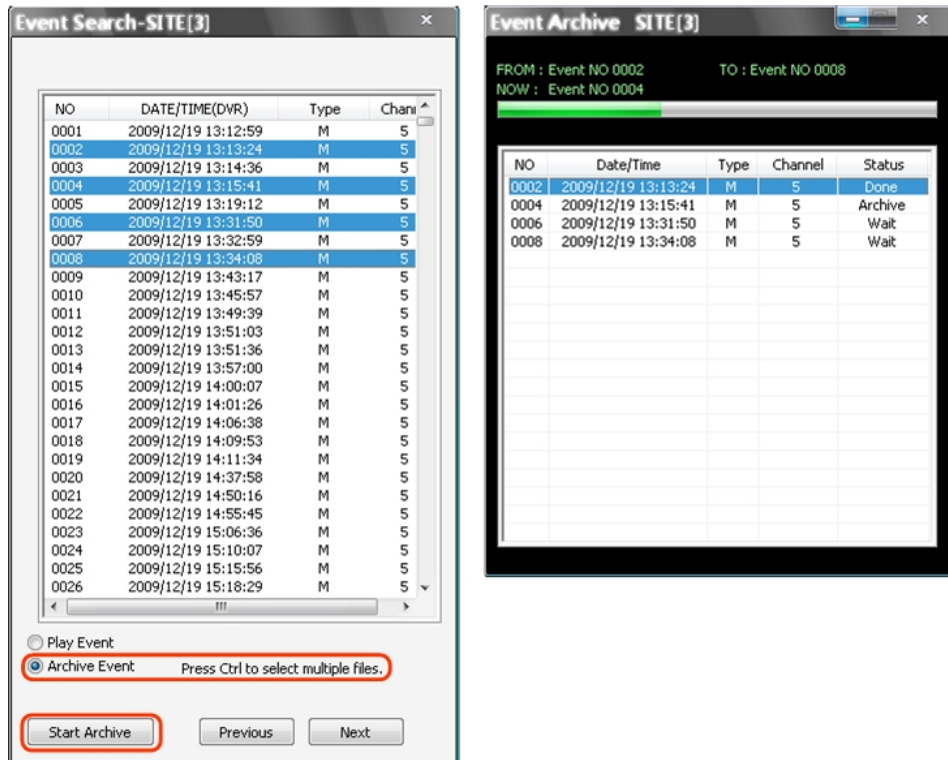 Event Search-SITE[3]
NO DATE/TIME(DVR) Type Chan
0001 2009/12/19 13:12:59 M 5
0002 2009/12/19 13:13:24 M 5
0003 2009/12/19 13:14:36 M 5
0004 2009/12/19 13:15:41 M 5
0005 2009/12/19 13:19:12 M 5
0006 2009/12/19 13:31:50 M 5
0007 2009/12/19 13:32:59 M 5
0008 2009/12/19 13:34:08 M 5
0009 2009/12/19 13:43:17 M 5
0010 2009/12/19 13:45:57 M 5
0011 2009/12/19 13:49:39 M 5
0012 2009/12/19 13:51:03 M 5
0013 2009/12/19 13:51:36 M 5
0014 2009/12/19 13:57:00 M 5
0015 2009/12/19 14:00:07 M 5
0016 2009/12/19 14:01:26 M 5
0017 2009/12/19 14:06:38 M 5
0018 2009/12/19 14:09:53 M 5
0019 2009/12/19 14:11:34 M 5
0020 2009/12/19 14:37:58 M 5
0021 2009/12/19 14:50:16 M 5
0022 2009/12/19 14:55:45 M 5
0023 2009/12/19 15:06:36 M 5
0024 2009/12/19 15:10:07 M 5
0025 2009/12/19 15:15:56 M 5
0026 2009/12/19 15:18:29 M 5
Play Event
Archive Event Press Ctrl to select multiple files.
Start Archive Previous Next
Event Archive SITE[3]
FROM : Event NO 0002 TO : Event NO 0008
NOW : Event NO 0004
NO Date/Time Type Channel Status
0002 2009/12/19 13:13:24 M 5 Done
0004 2009/12/19 13:15:41 M 5 Archive
0006 2009/12/19 13:31:50 M 5 Wait
0008 2009/12/19 13:34:08 M 5 Wait